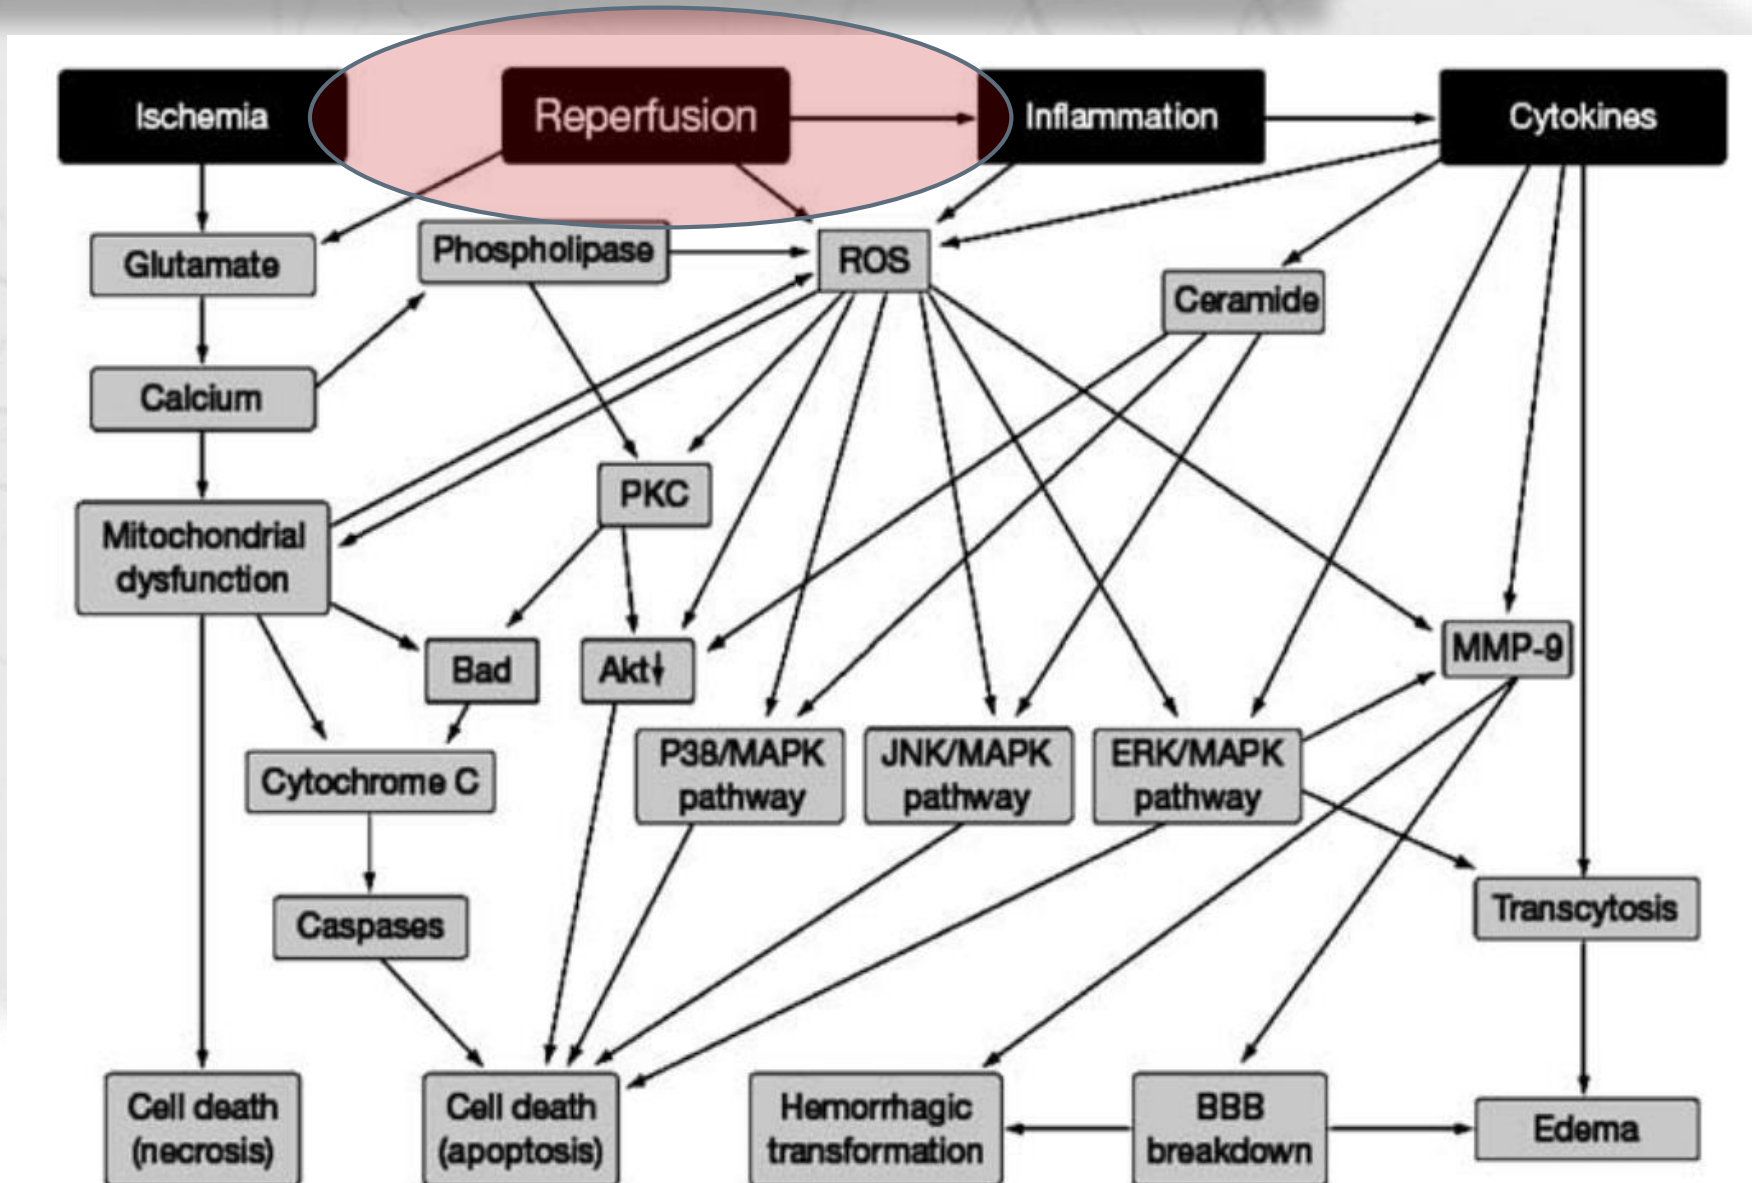 Ischemia
Reperfusion
Inflammation
Cytokines
Glutamate
Phospholipase
ROS
Ceramide
Calcium
PKC
Mitochondrial
dysfunction
Bad
Akt↓
MMP-9
P38/MAPK
pathway
JNK/MAPK
pathway
ERK/MAPK
pathway
Cytochrome C
Caspases
Transcytosis
Cell death
(necrosis)
Cell death
(apoptosis)
Hemorrhagic
transformation
BBB
breakdown
Edema